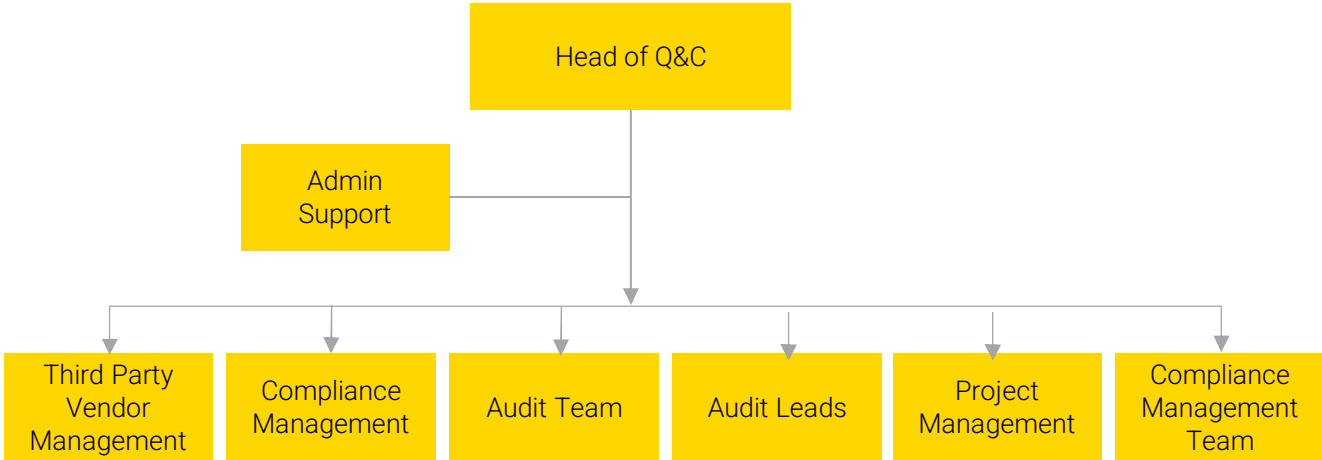 Head of Q&C
Admin
Support
Third Party
Vendor
Management
Compliance
Management
Audit Team
Audit Leads
Project
Management
Compliance
Management
Team